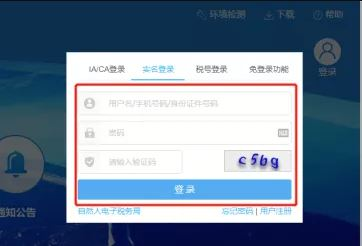 环境检测 下载 帮助
登录
IA/CA登录 实名登录 税号登录 免登录功能
用户名/手机号码/身份证件号码
密码
请输入验证码 c5bg
登录
自然人电子税务局 忘记密码 | 用户注册
通知公告